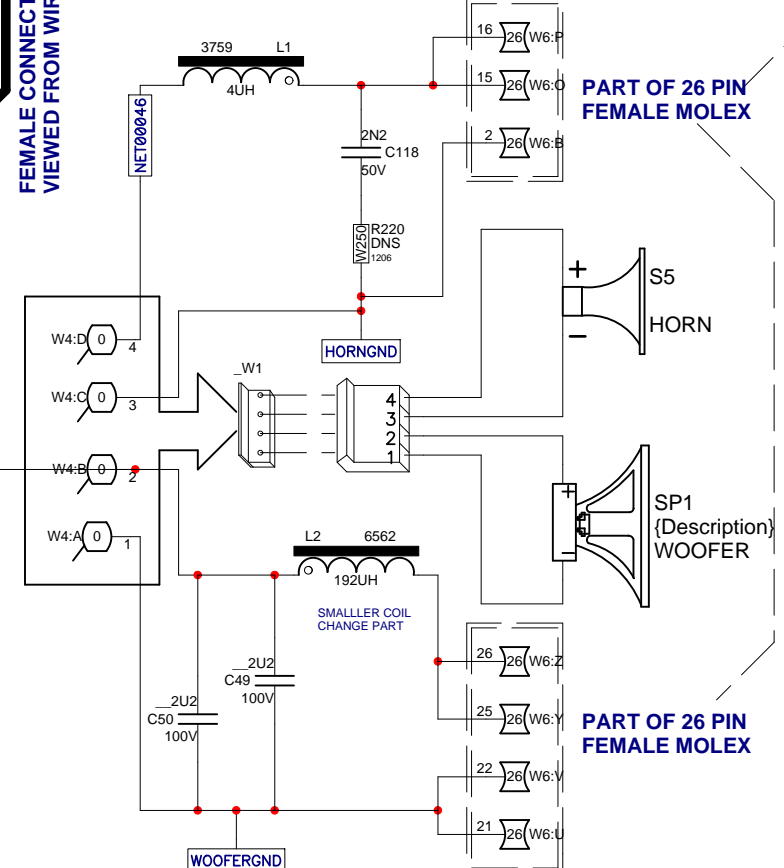 FEMALE CONNECT
VIEWED FROM WIR
3759 L1
4UH
NET00046
16 26 W6:P
15 26 W6:O
2 26 W6:B
PART OF 26 PIN
FEMALE MOLEX
2N2
C118
50V
W250
R220
DNS
1206
HORNGND
+
S5
HORN
–
W4:D 0 4
W4:C 0 3
W4:B 0 2
W4:A 0 1
_W1
4
3
2
1
+
–
SP1
{Description}
WOOFER
L2 6562
192UH
SMALLLER COIL
CHANGE PART
__2U2
C49
100V
__2U2
C50
100V
26 26 W6:Z
25 26 W6:Y
22 26 W6:V
21 26 W6:U
PART OF 26 PIN
FEMALE MOLEX
WOOFERGND